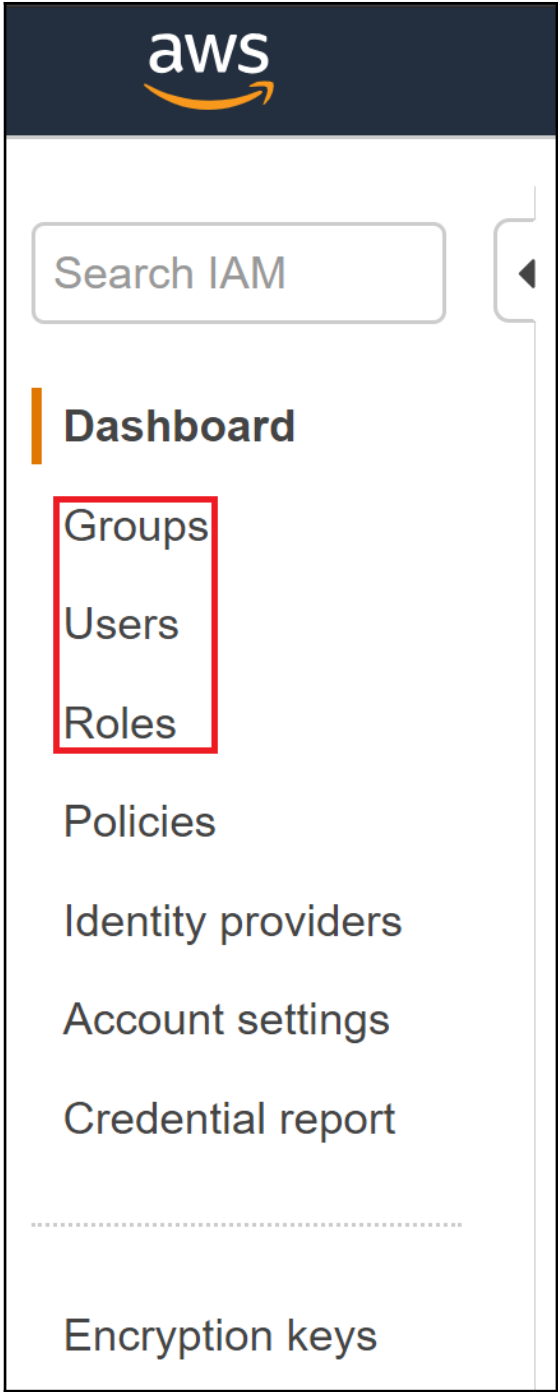 aws
Search IAM
Dashboard
Groups
Users
Roles
Policies
Identity providers
Account settings
Credential report
Encryption keys